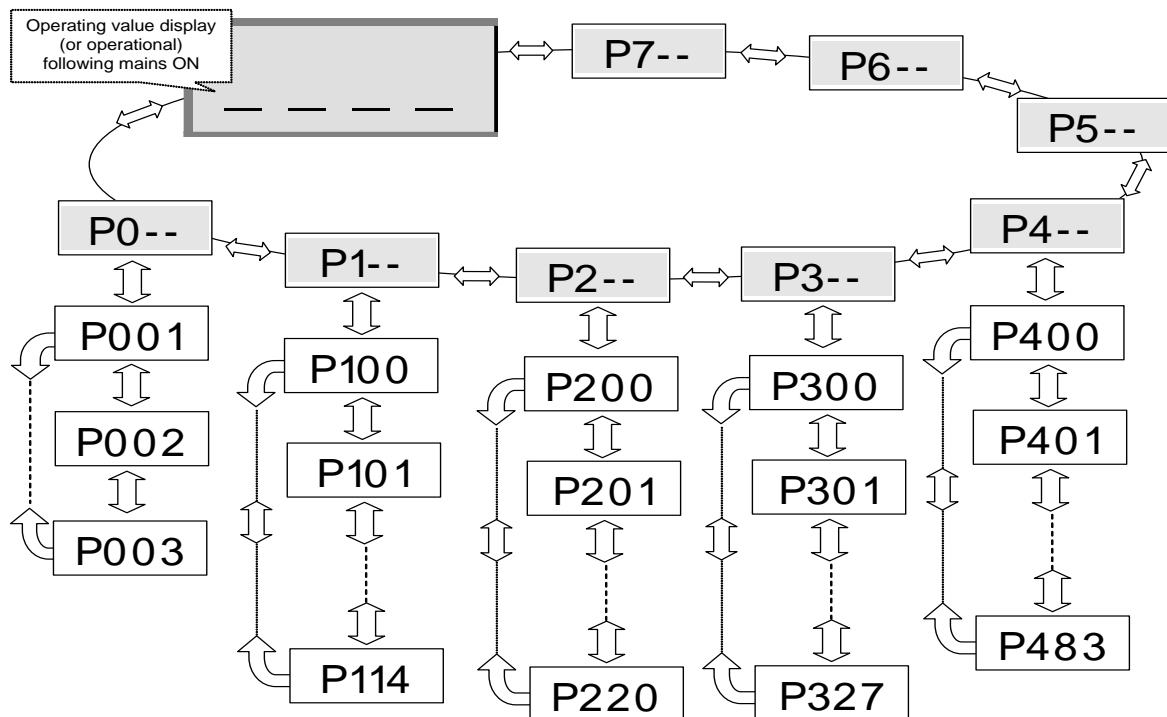 Operating value display
(or operational)
following mains ON
_ _ _ _
P7--
P6--
P5--
P0--
P1--
P2--
P3--
P4--
P001
P002
P003
P100
P101
P114
P200
P201
P220
P300
P301
P327
P400
P401
P483